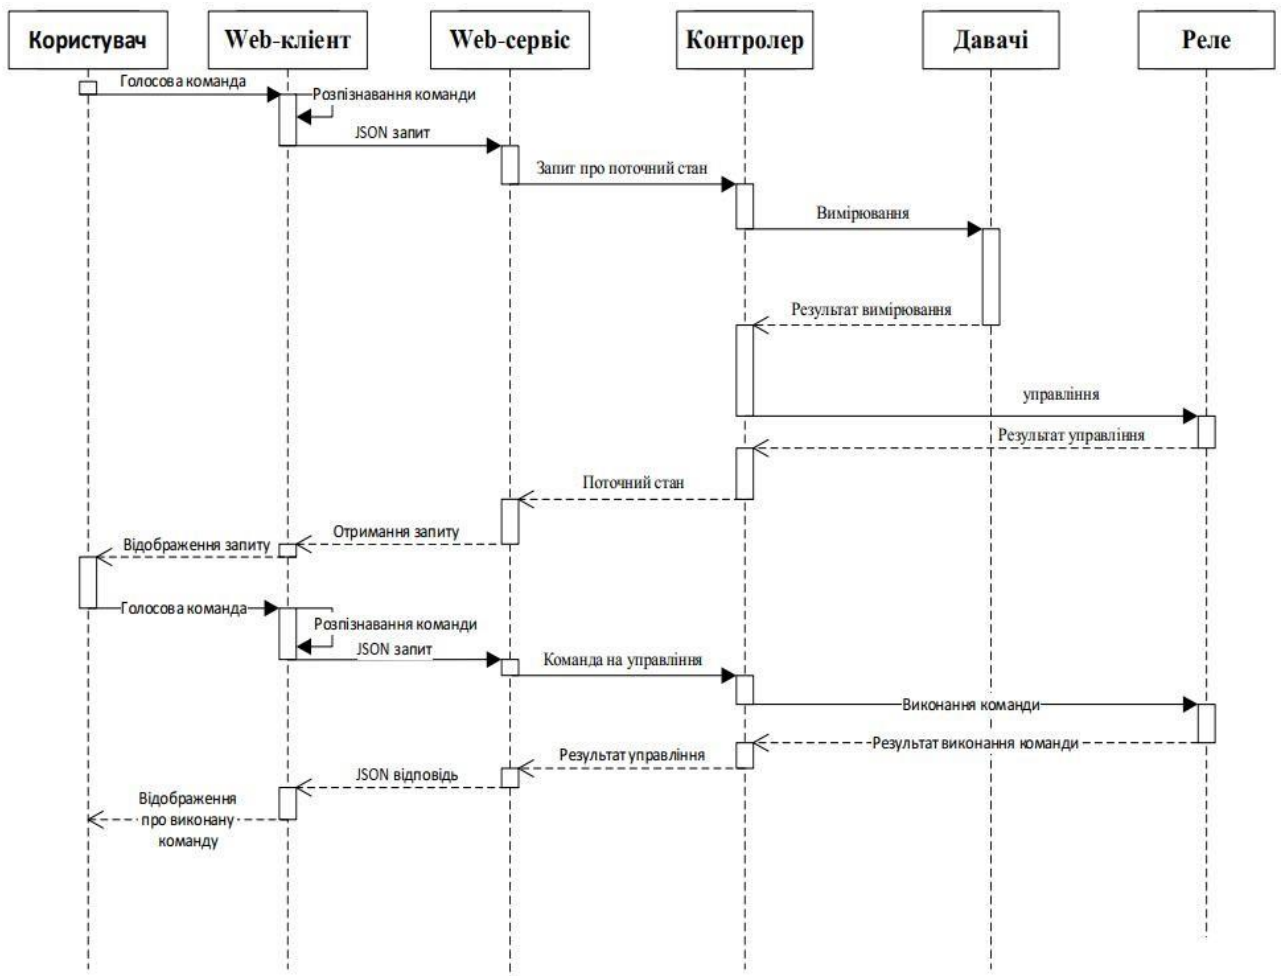 Користувач
Web-клієнт
Web-сервіс
Контролер
Давачі
Реле
Голосова команда
Розпізнавання команди
JSON запит
Запит про поточний стан
Вимірювання
Результат вимірювання
управління
Результат управління
Поточний стан
Отримання запиту
Відображення запиту
Голосова команда
Розпізнавання команди
JSON запит
Команда на управління
Виконання команди
Результат виконання команди
Результат управління
JSON відповідь
Відображення
про виконану
команду